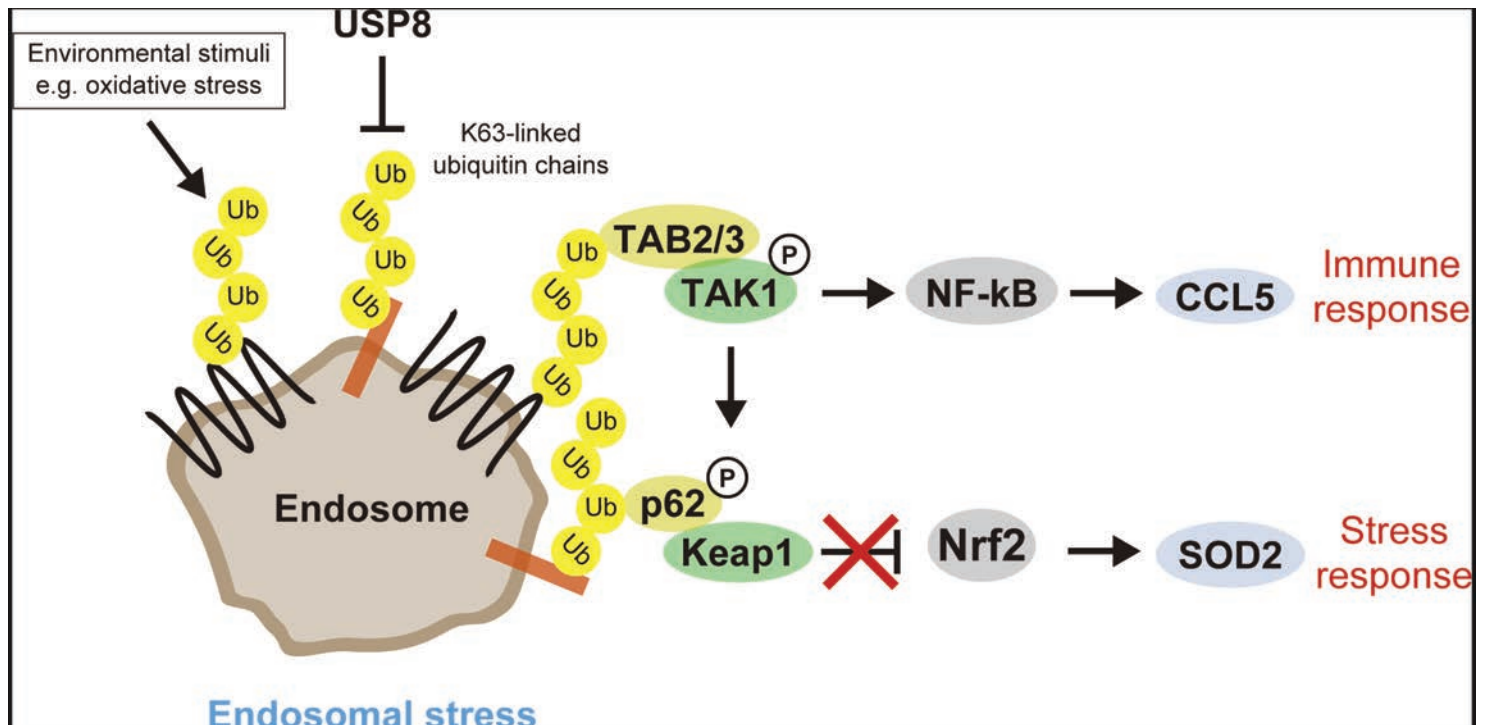 USP8
Environmental stimuli
e.g. oxidative stress
K63-linked
ubiquitin chains
Ub
Ub
Ub
Ub
Ub
Ub
Ub
Ub
Ub
Ub
Ub
Ub
TAB2/3
P
TAK1
NF-kB
CCL5
Immune
response
Ub
Ub
Ub
Ub
p62
P
Keap1
Nrf2
SOD2
Stress
response
Endosome
Endosomal stress